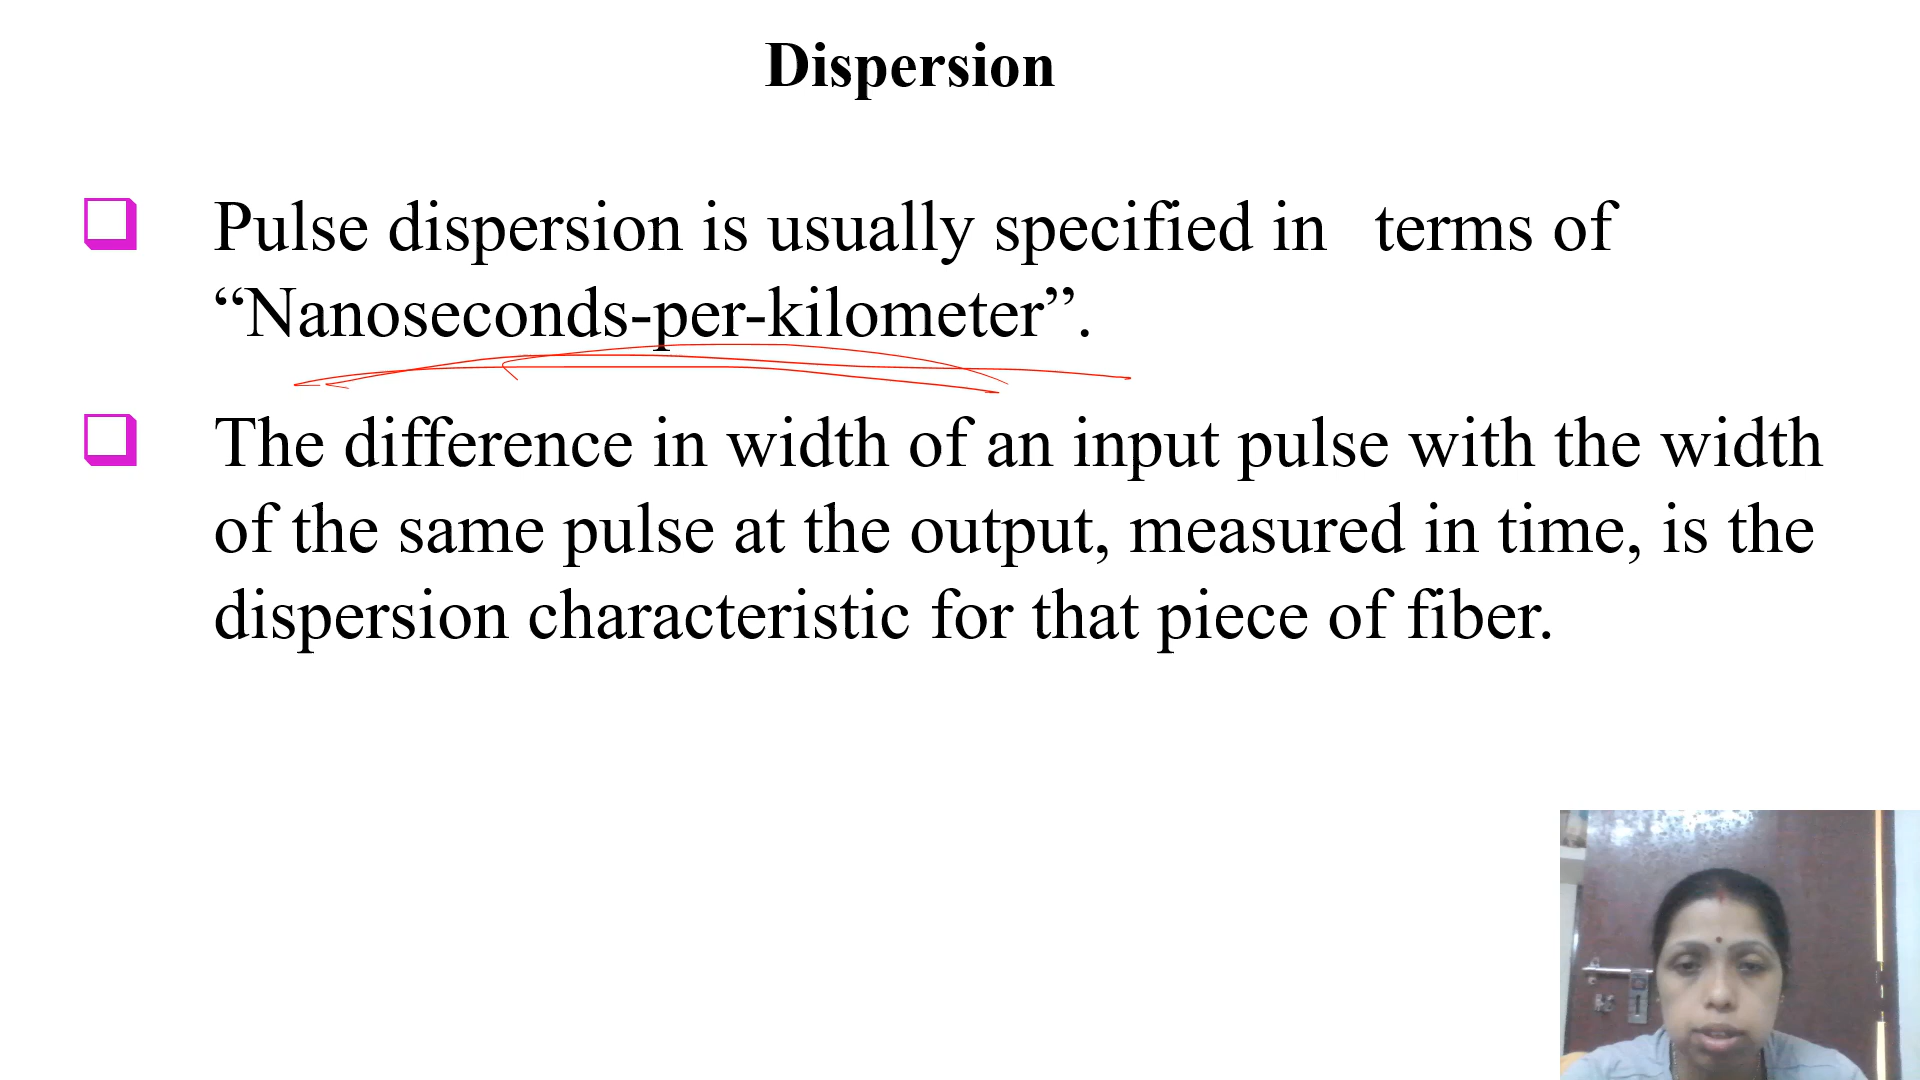 Dispersion
Pulse dispersion is usually specified in terms of
“Nanoseconds-per-kilometer”.
The difference in width of an input pulse with the width
of the same pulse at the output, measured in time, is the
dispersion characteristic for that piece of fiber.